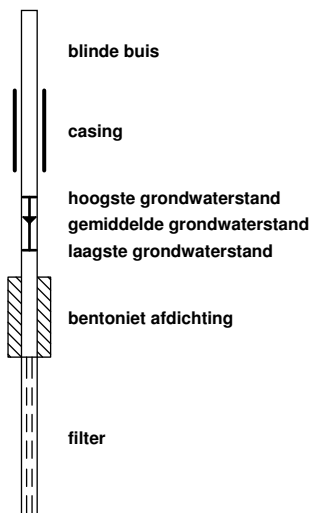 blinde buis
casing
hoogste grondwaterstand
gemiddelde grondwaterstand
laagste grondwaterstand
bentoniet afdichting
filter